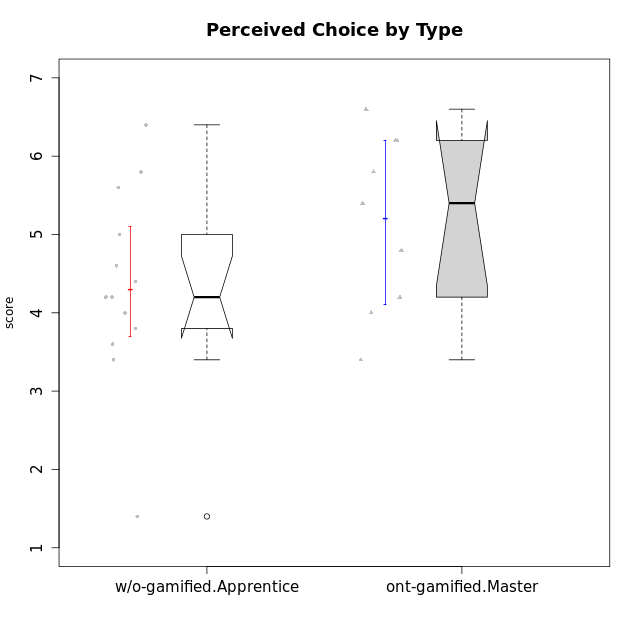 Perceived Choice by Type
7
6
5
4
3
2
1
score
w/o-gamified.Apprentice
ont-gamified.Master